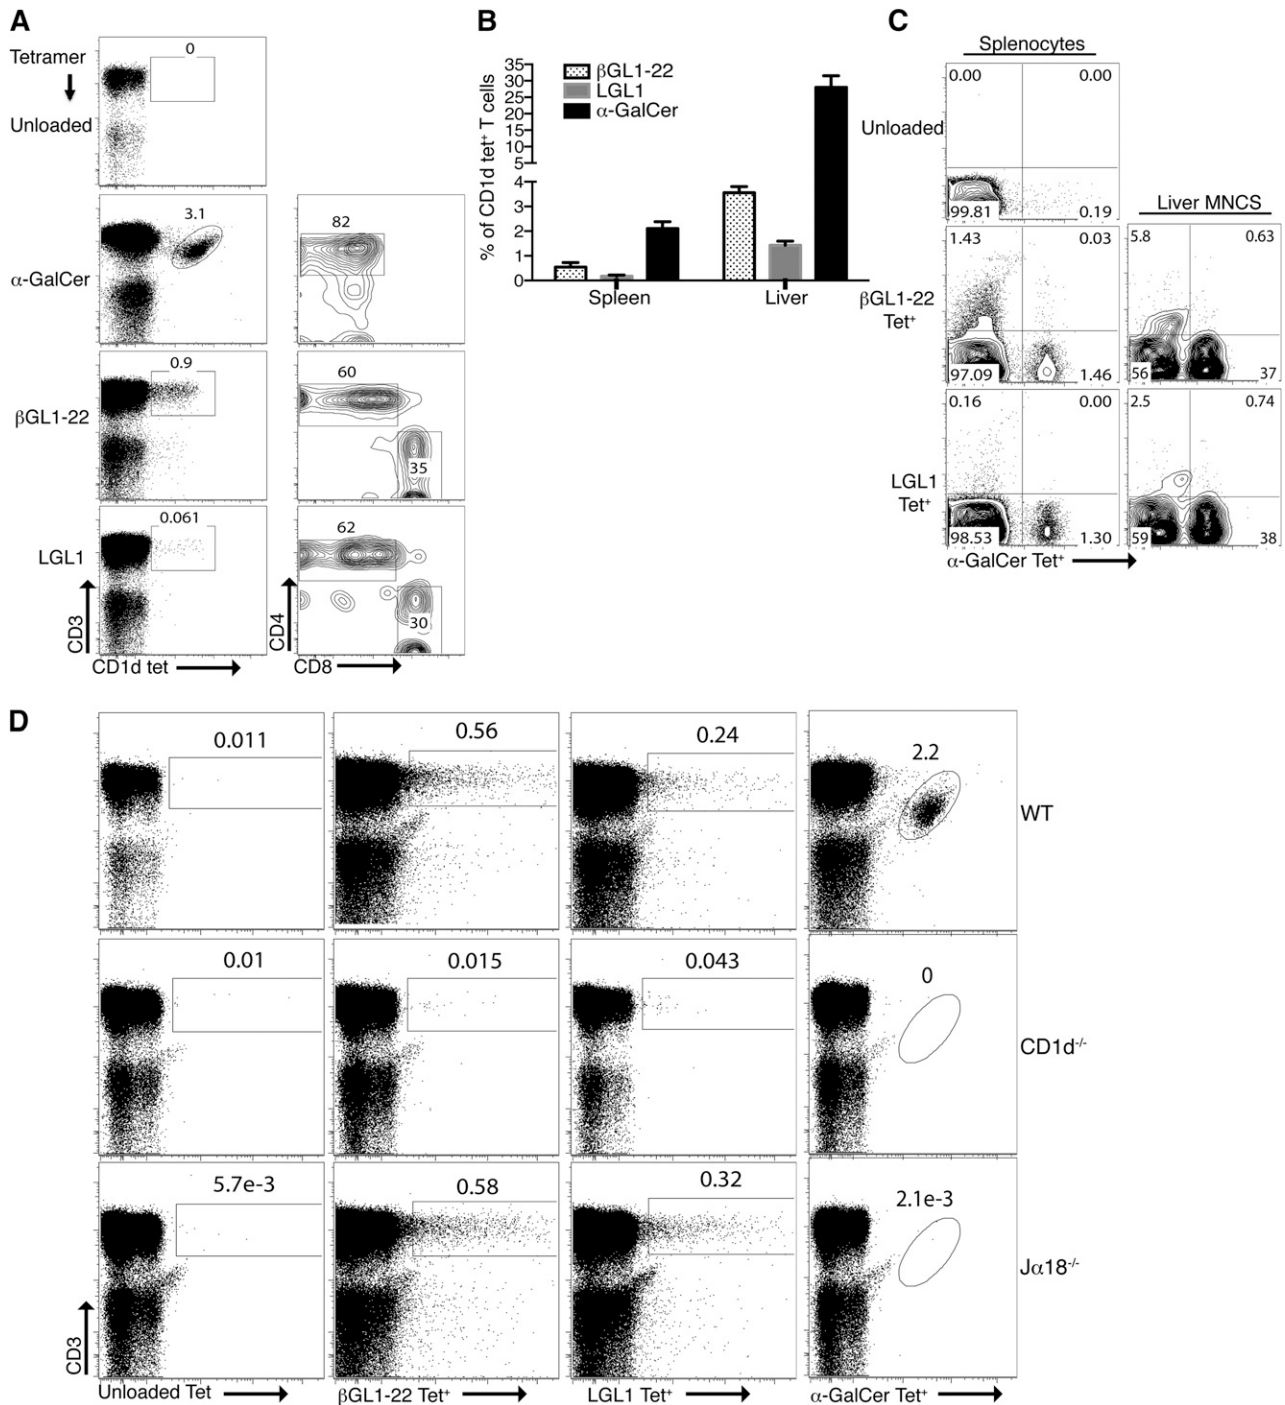 A
Tetramer
Unloaded
0
α-GalCer
3.1
82
βGL1-22
0.9
60
35
LGL1
0.061
62
30
CD3
CD4
CD1d tet
CD8
B
% of CD1d tet⁺ T cells
35
30
25
20
15
10
5
4
3
2
1
0
βGL1-22
LGL1
α-GalCer
Spleen
Liver
C
Splenocytes
Unloaded
0.00
0.00
99.81
0.19
Liver MNCS
βGL1-22
Tet⁺
1.43
0.03
97.09
1.46
5.8
0.63
56
37
LGL1
Tet⁺
0.16
0.00
98.53
1.30
2.5
0.74
59
38
α-GalCer Tet⁺
D
0.011
0.56
0.24
2.2
WT
0.01
0.015
0.043
0
CD1d⁻/⁻
5.7e-3
0.58
0.32
2.1e-3
Jα18⁻/⁻
CD3
Unloaded Tet
βGL1-22 Tet⁺
LGL1 Tet⁺
α-GalCer Tet⁺